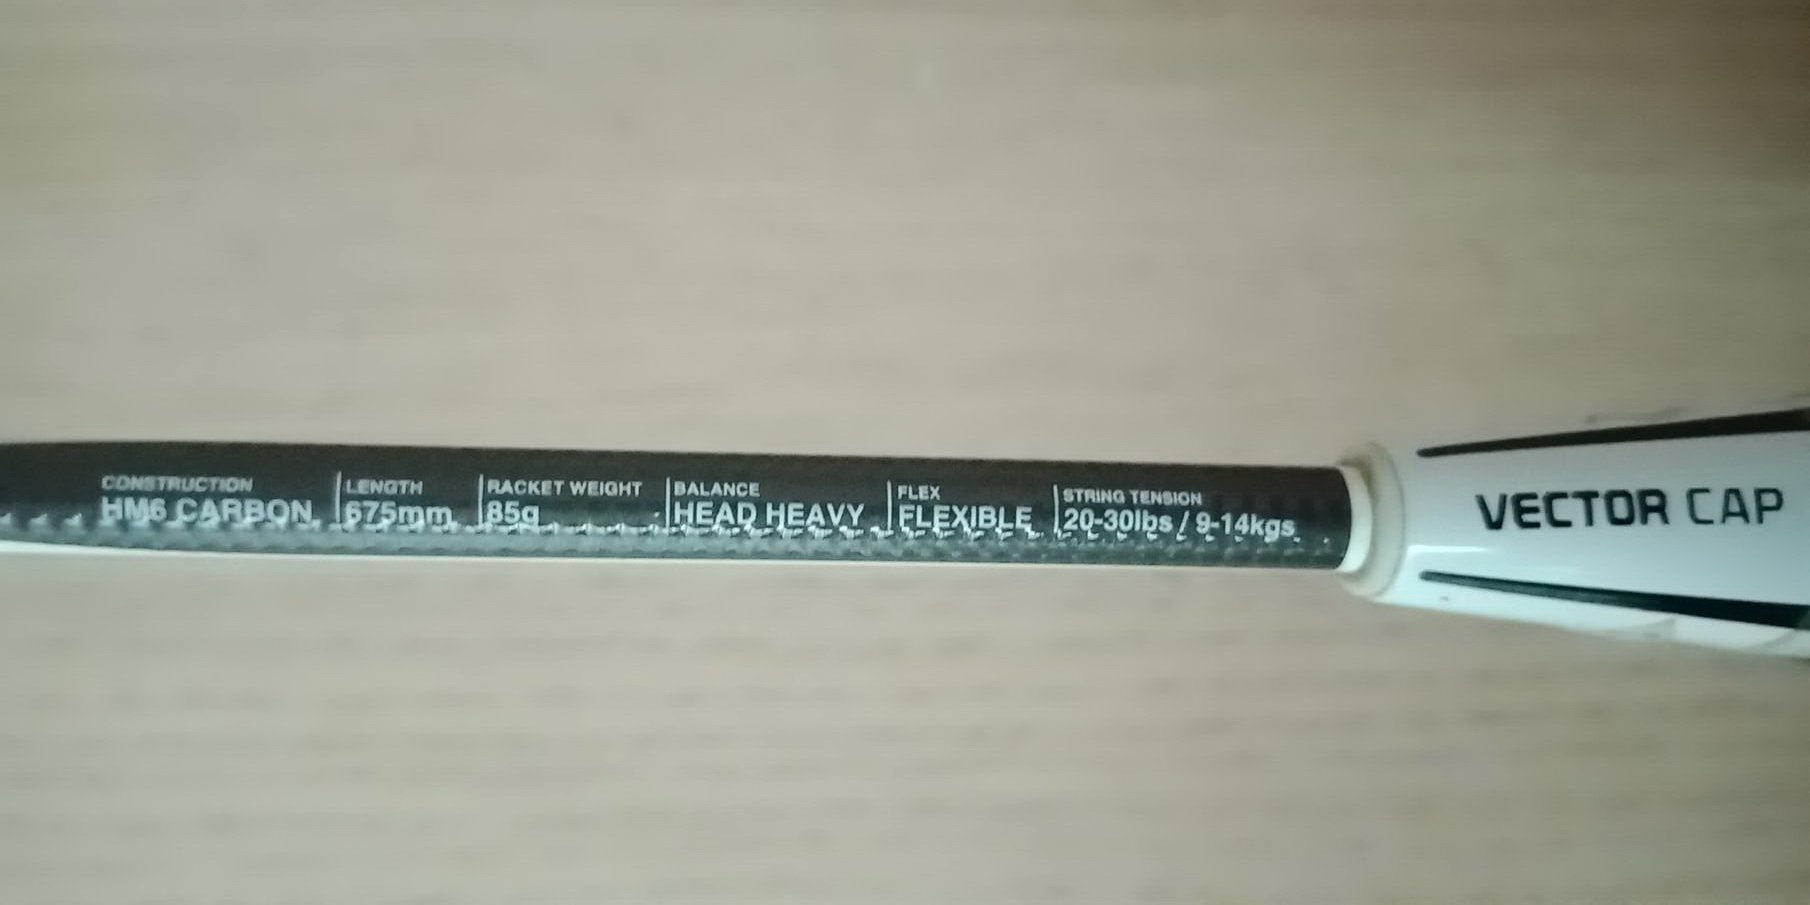 CONSTRUCTION
HM6 CARBON
LENGTH
675mm
RACKET WEIGHT
85g
BALANCE
HEAD HEAVY
FLEX
FLEXIBLE
STRING TENSION
20-30lbs / 9-14kgs
VECTOR CAP